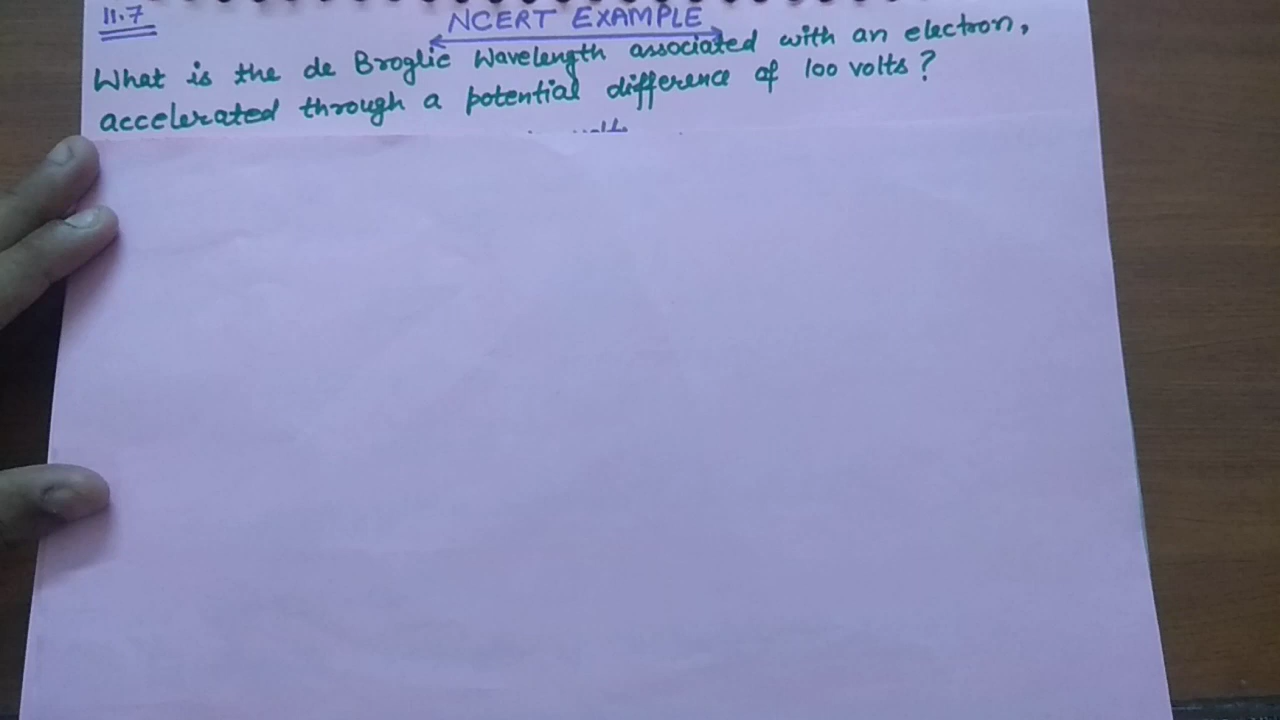 11.7
NCERT EXAMPLE
What is the de Broglie Wavelength associated with an electron,
accelerated through a potential difference of 100 volts?